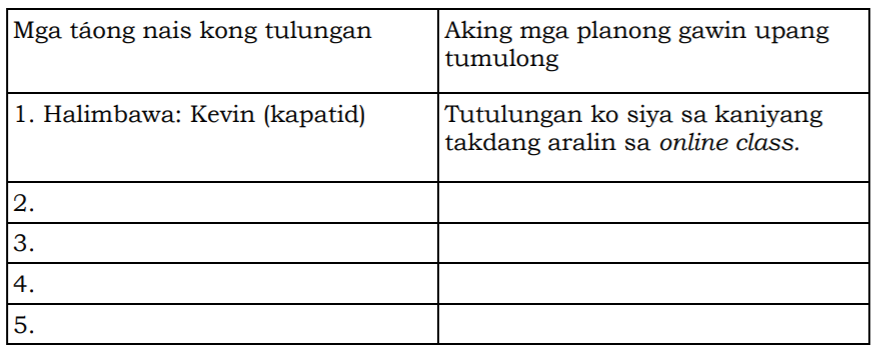 Mga táong nais kong tulungan
Aking mga planong gawin upang
tumulong
1. Halimbawa: Kevin (kapatid)
Tutulungan ko siya sa kaniyang
takdang aralin sa online class.
2.
3.
4.
5.